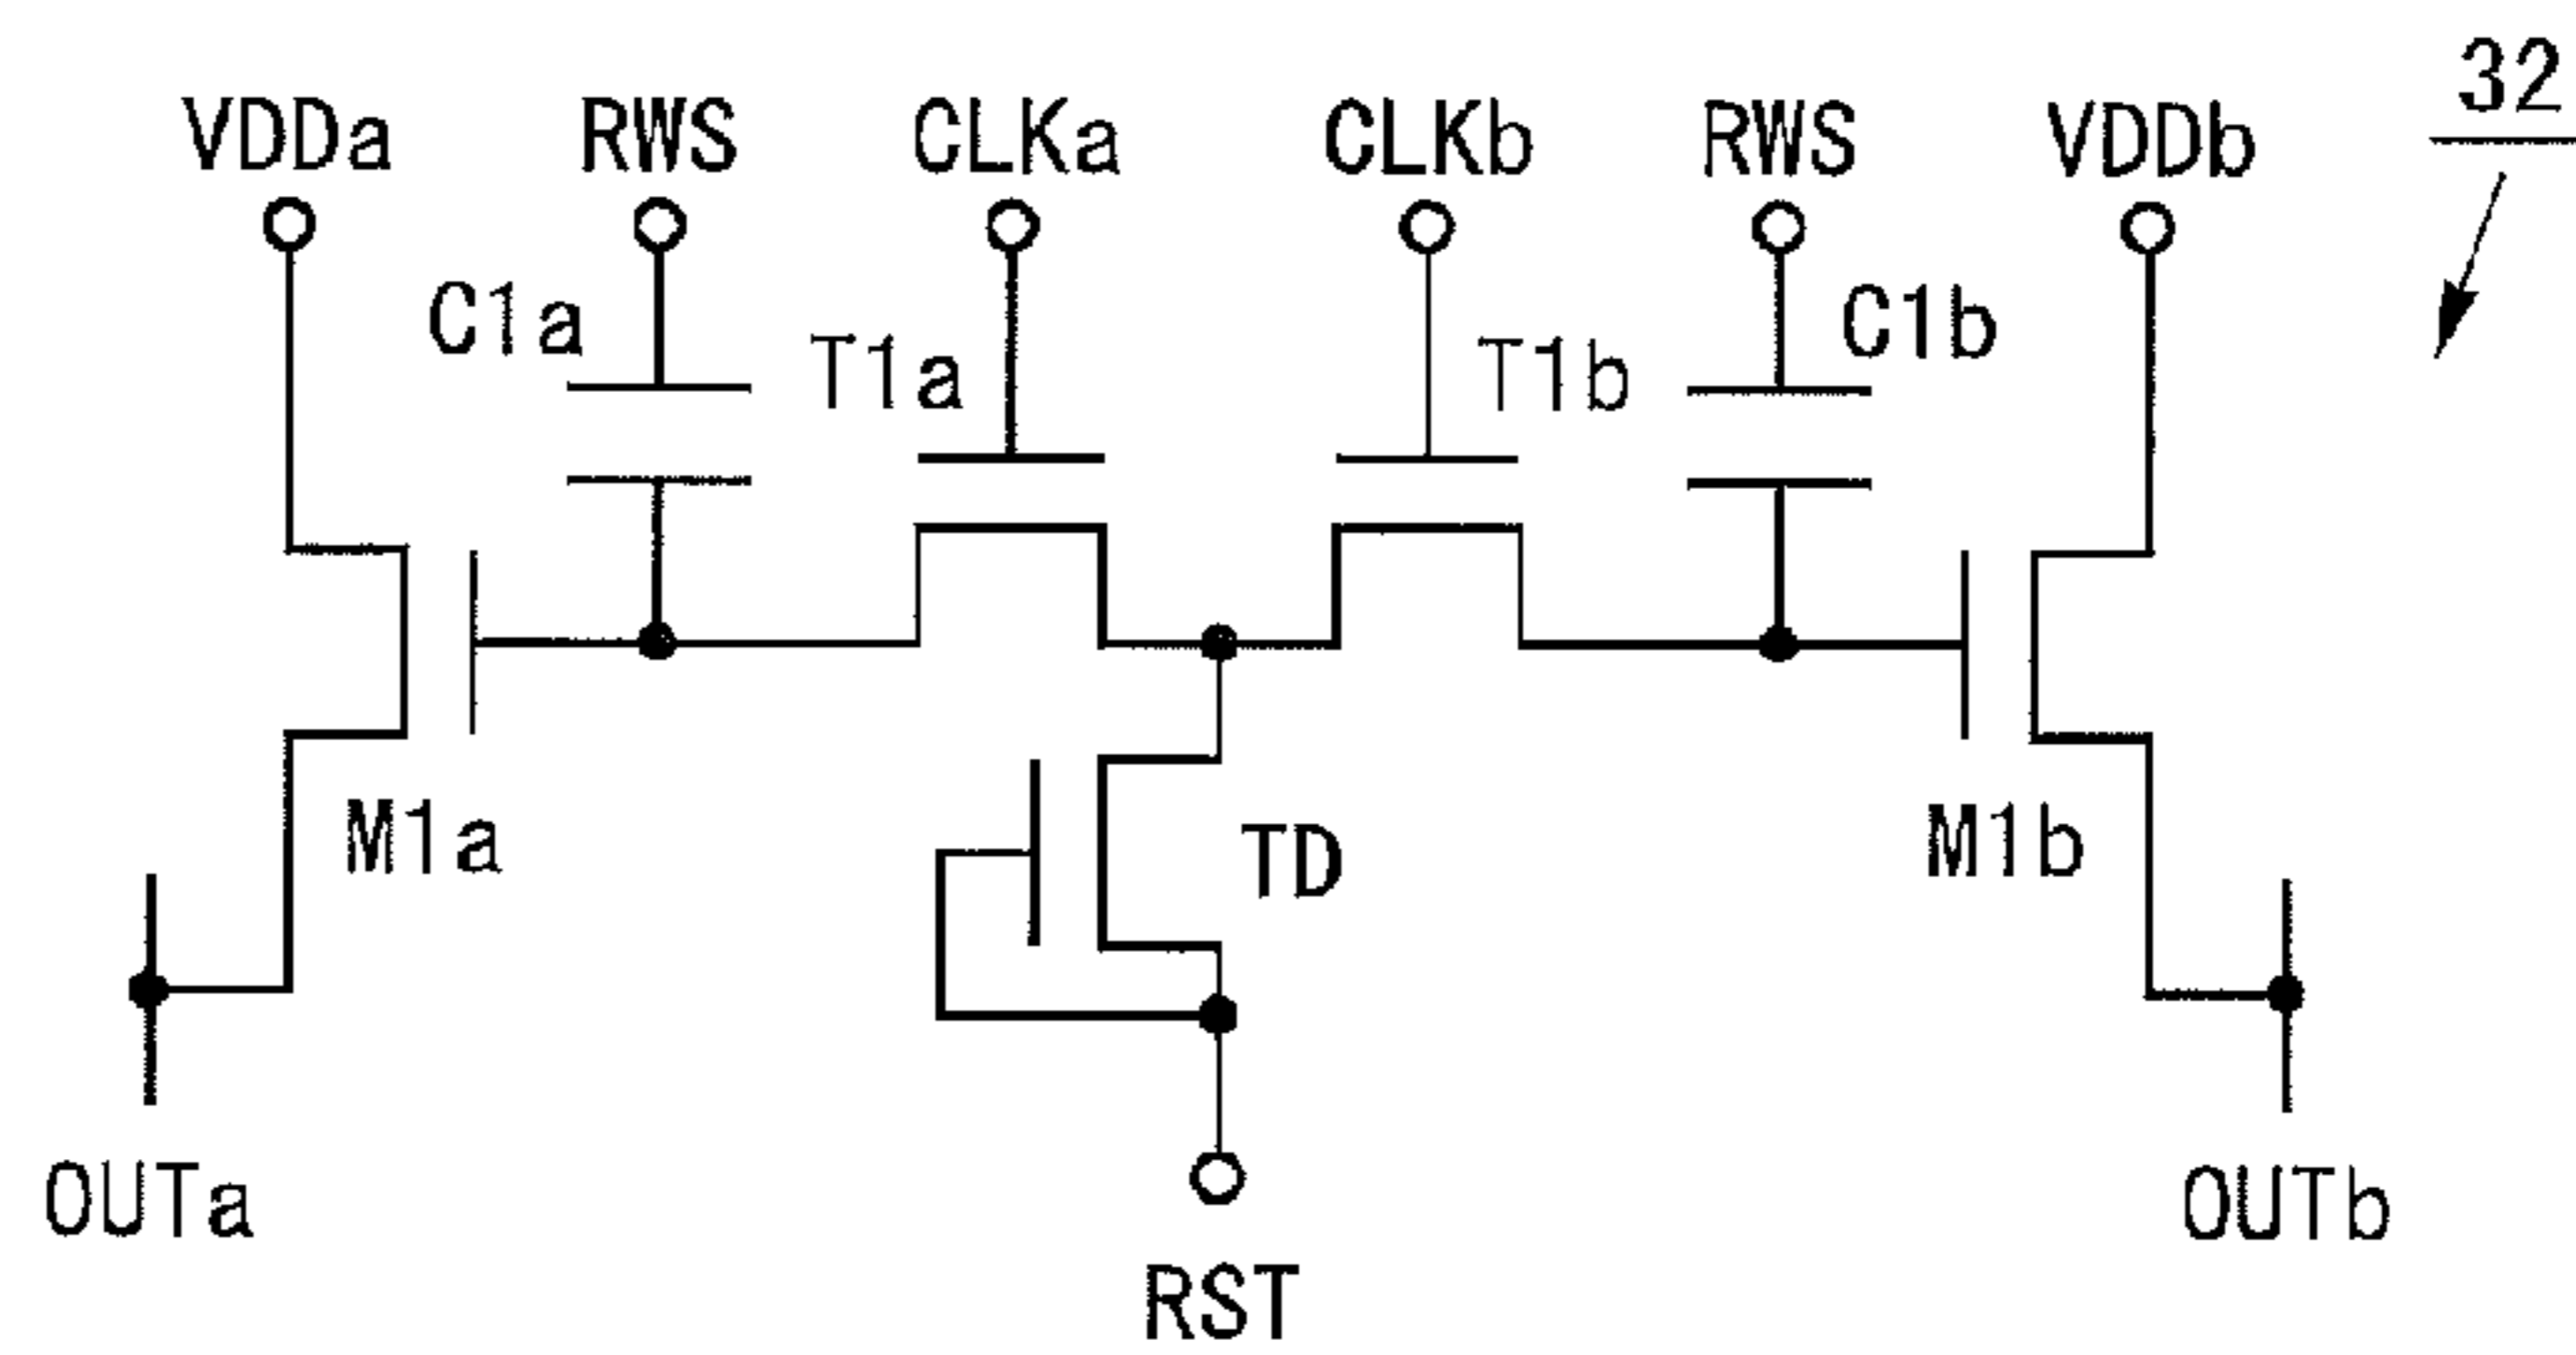 32
VDDa RWS CLKa CLKb RWS VDDb
C1a T1a T1b C1b
M1a TD M1b
OUTa OUTb
RST